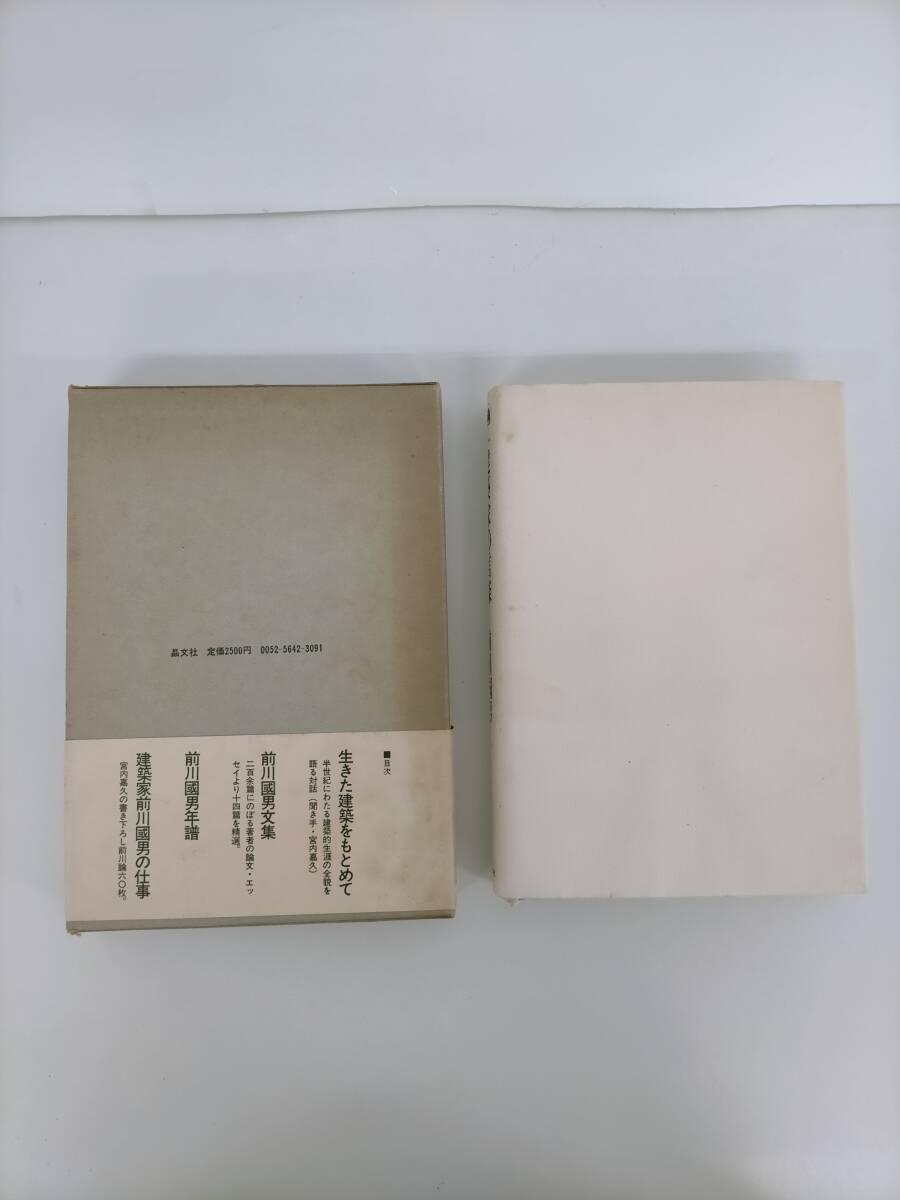 晶文社 定価2500円 0052-5642-3091
■目次
生きた建築をもとめて
半世紀にわたる建築的生涯の全貌を
語る対話（聞き手・宮内嘉久）
前川國男文集
二百余篇にのぼる著者の論文・エッ
セイより十四篇を精選。
前川國男年譜
建築家前川國男の仕事
宮内嘉久の書き下ろし前川論六〇枚。